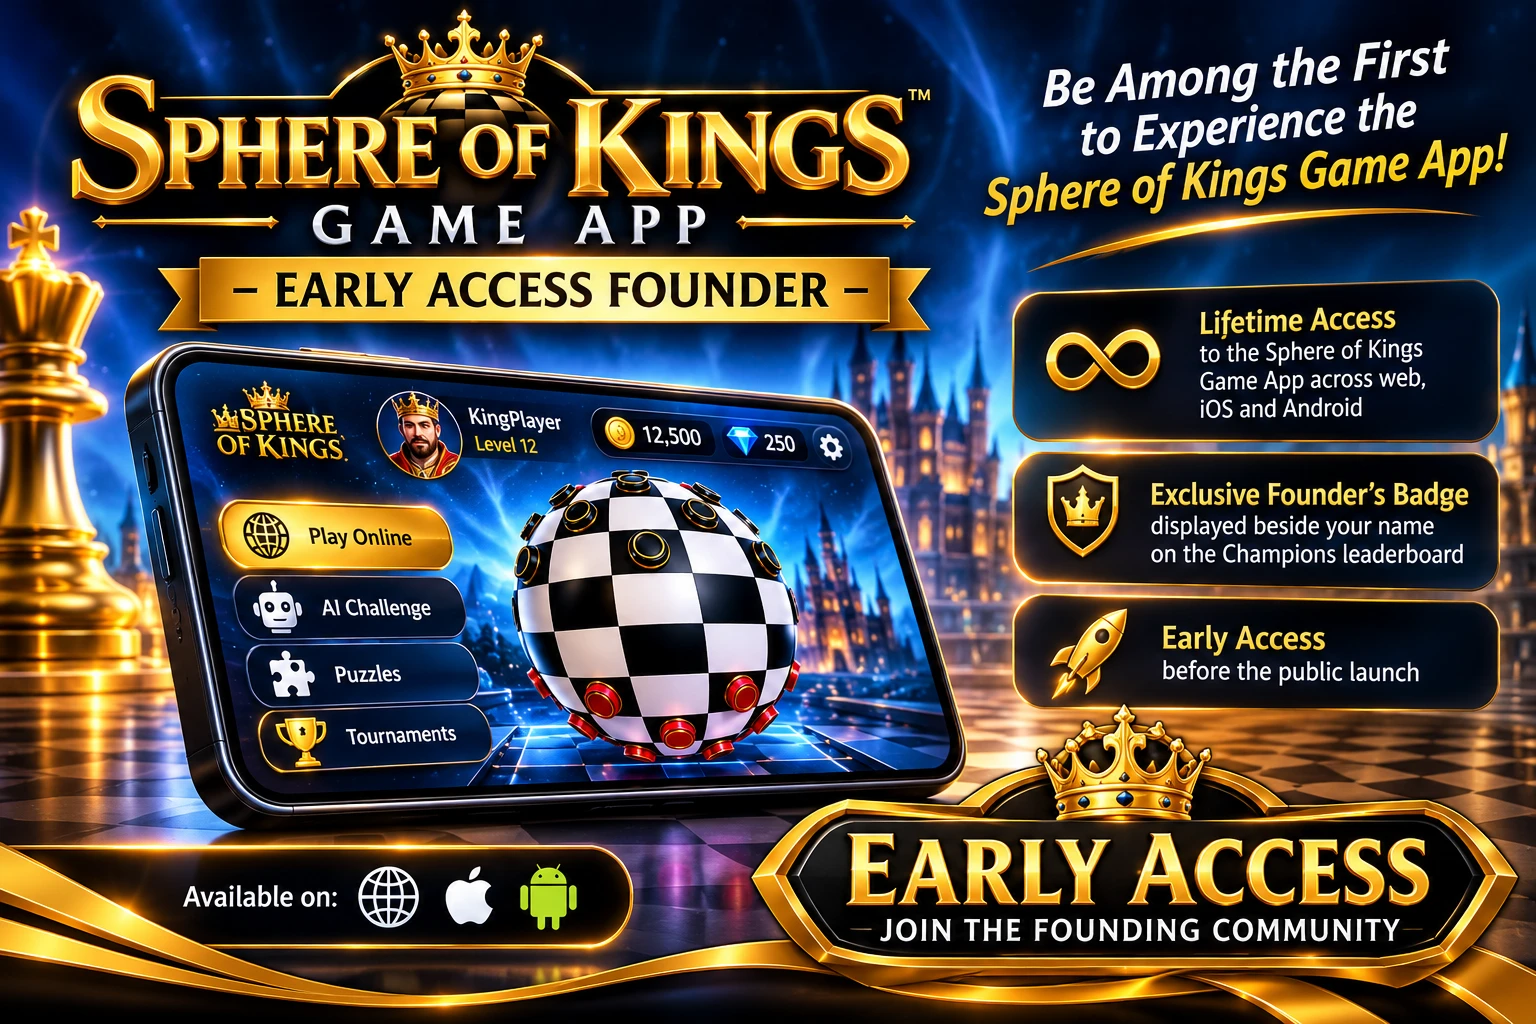 SPHERE OF KINGS™
GAME APP
– EARLY ACCESS FOUNDER –
Be Among the First
to Experience the
Sphere of Kings Game App!
SPHERE
OF KINGS
KingPlayer
Level 12
12,500
250
Play Online
AI Challenge
Puzzles
Tournaments
Lifetime Access
to the Sphere of Kings
Game App across web,
iOS and Android
Exclusive Founder's Badge
displayed beside your name
on the Champions leaderboard
Early Access
before the public launch
Available on:
EARLY ACCESS
JOIN THE FOUNDING COMMUNITY